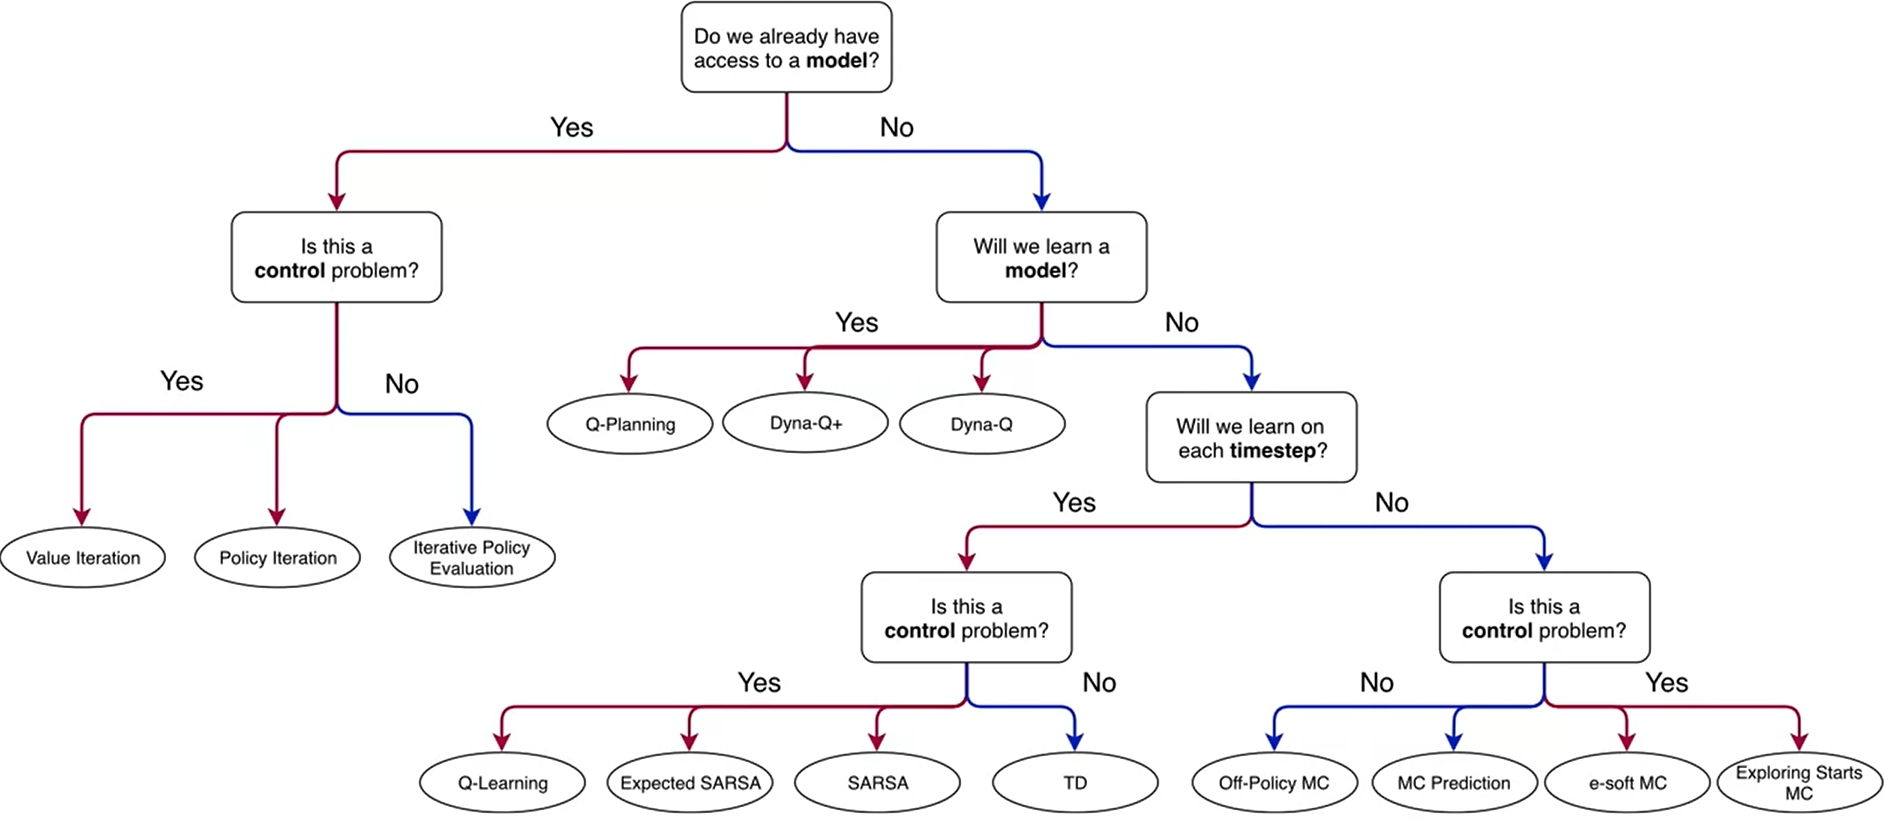 Do we already have
access to a model?
Yes
No
Is this a
control problem?
Will we learn a
model?
Yes
No
Yes
No
Q-Planning
Dyna-Q+
Dyna-Q
Will we learn on
each timestep?
Yes
No
Value Iteration
Policy Iteration
Iterative Policy
Evaluation
Is this a
control problem?
Is this a
control problem?
Yes
No
No
Yes
Q-Learning
Expected SARSA
SARSA
TD
Off-Policy MC
MC Prediction
e-soft MC
Exploring Starts
MC